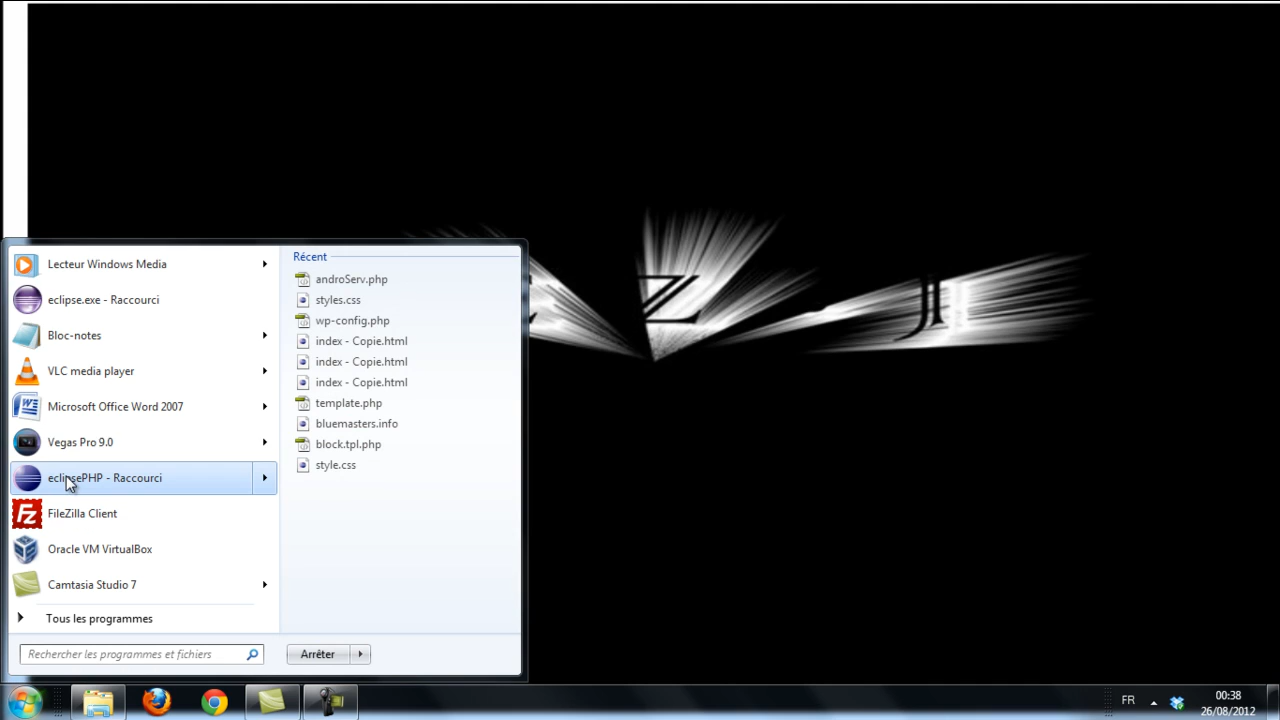 Lecteur Windows Media
eclipse.exe - Raccourci
Bloc-notes
VLC media player
Microsoft Office Word 2007
Vegas Pro 9.0
eclipsePHP - Raccourci
FileZilla Client
Oracle VM VirtualBox
Camtasia Studio 7
Tous les programmes
Rechercher les programmes et fichiers
Récent
androServ.php
styles.css
wp-config.php
index - Copie.html
index - Copie.html
index - Copie.html
template.php
bluemasters.info
block.tpl.php
style.css
Arrêter
Z
FR
00:38
26/08/2012